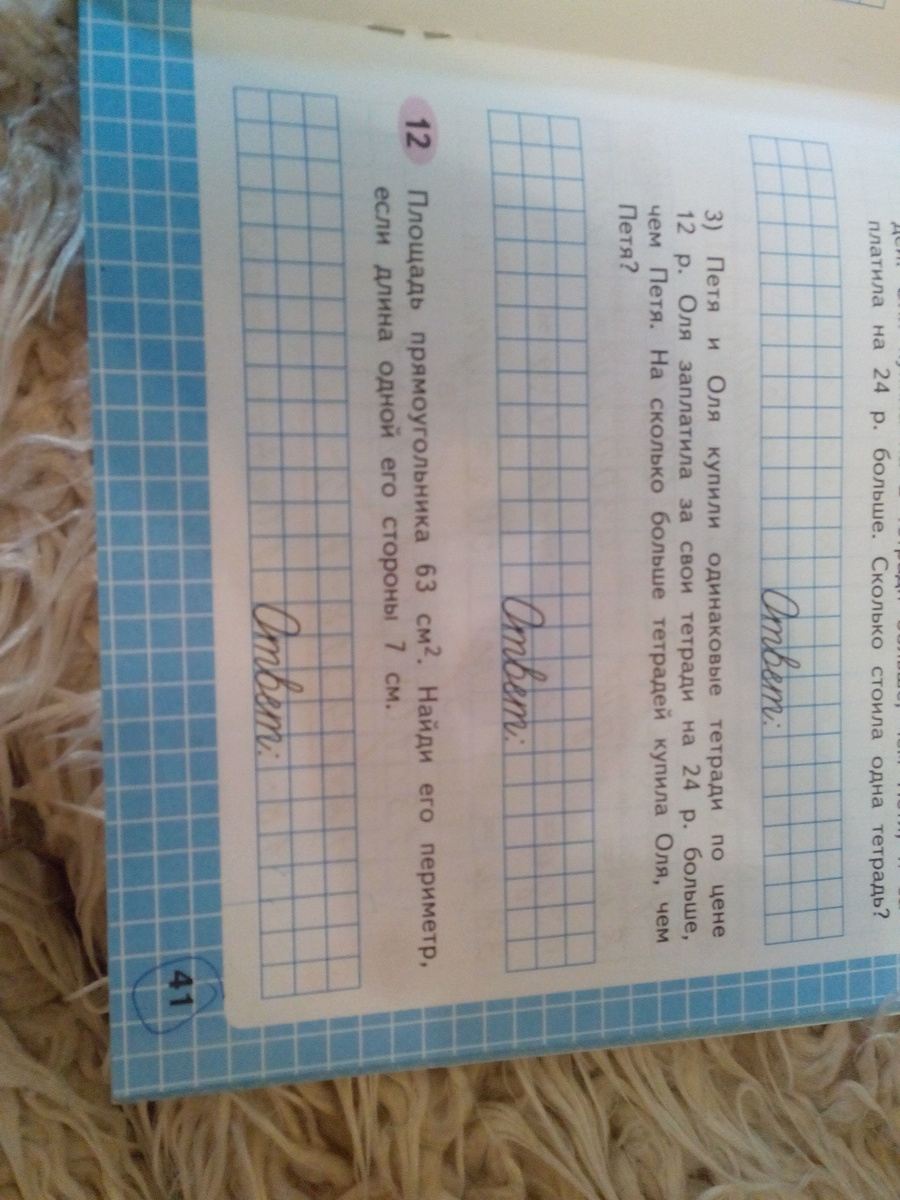 платила на 24 р. больше. Сколько стоила одна тетрадь?
Ответ:
3) Петя и Оля купили одинаковые тетради по цене
12 р. Оля заплатила за свои тетради на 24 р. больше,
чем Петя. На сколько больше тетрадей купила Оля, чем
Петя?
Ответ:
12 Площадь прямоугольника 63 см². Найди его периметр,
если длина одной его стороны 7 см.
Ответ:
41